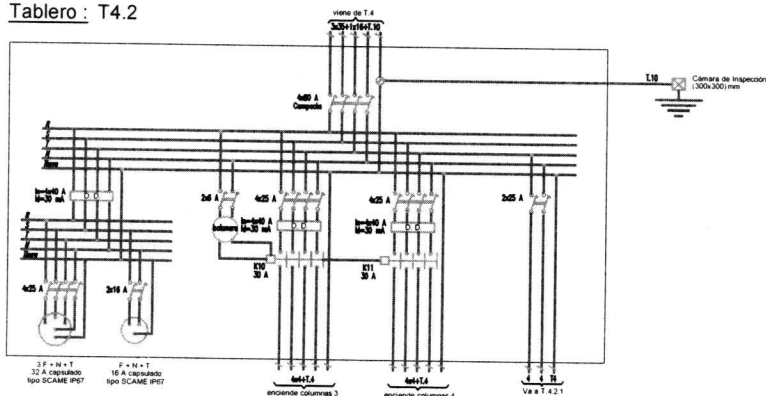 Tablero : T4.2
viene de T.4
3x35+1x16+T.10
T.10
Cámara de Inspección
(300x300) mm
4x80 A
Compacto
In=4x40 A
Id=30 mA
2x6 A
4x25 A
4x25 A
2x25 A
In=4x40 A
Id=30 mA
In=4x40 A
Id=30 mA
K10
30 A
K11
30 A
4x25 A
2x16 A
3 F + N + T
32 A capsulado
tipo SCAME IP67
F + N + T
16 A capsulado
tipo SCAME IP67
4x4+T.4
enciende columnas 3
4x4+T.4
enciende columnas 4
4 4 T4
Va a T.4.2.1